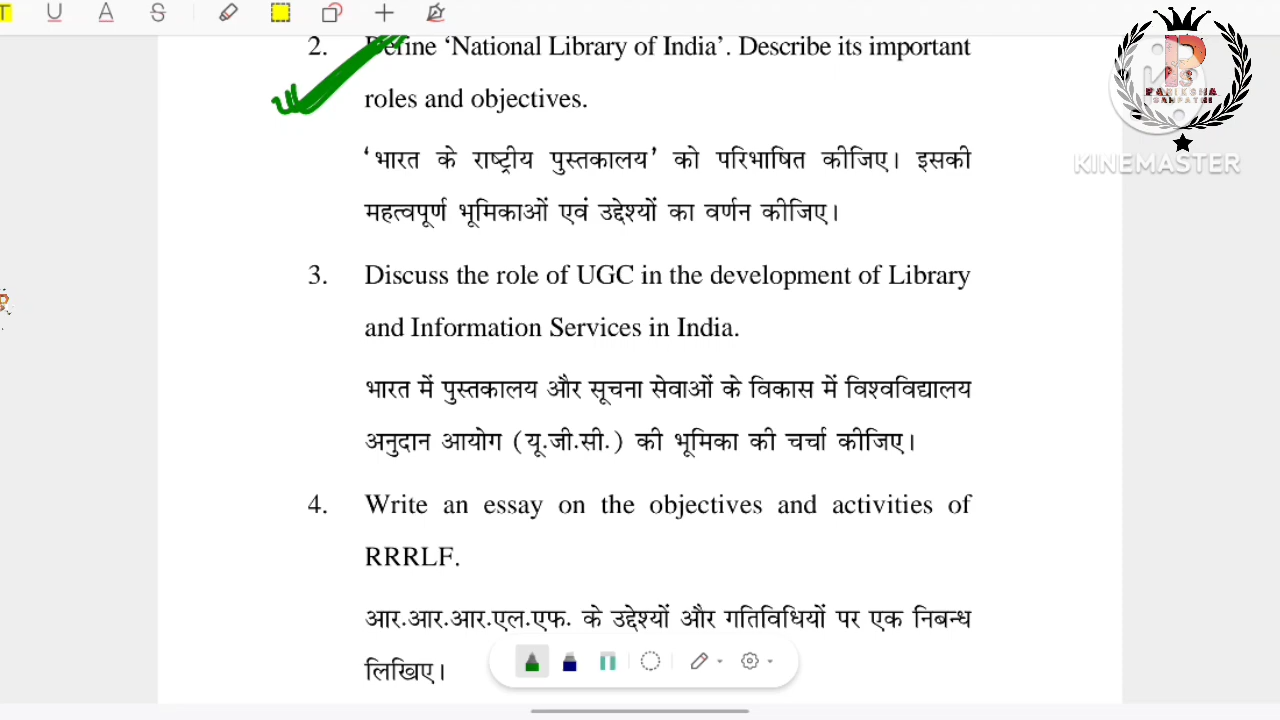 2. Define ‘National Library of India’. Describe its important
roles and objectives.
‘भारत के राष्ट्रीय पुस्तकालय’ को परिभाषित कीजिए। इसकी
महत्वपूर्ण भूमिकाओं एवं उद्देश्यों का वर्णन कीजिए।
3. Discuss the role of UGC in the development of Library
and Information Services in India.
भारत में पुस्तकालय और सूचना सेवाओं के विकास में विश्वविद्यालय
अनुदान आयोग (यू.जी.सी.) की भूमिका की चर्चा कीजिए।
4. Write an essay on the objectives and activities of
RRRLF.
आर.आर.आर.एल.एफ. के उद्देश्यों और गतिविधियों पर एक निबन्ध
लिखिए।
PARIKSHA
KINEMASTER